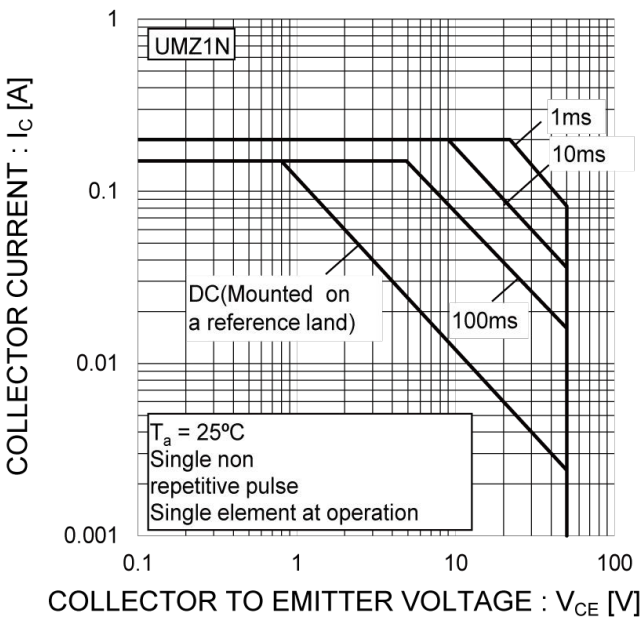 COLLECTOR CURRENT : IC [A]
1
0.1
0.01
0.001
UMZ1N
1ms
10ms
100ms
DC(Mounted on
a reference land)
Ta = 25ºC
Single non
repetitive pulse
Single element at operation
0.1
1
10
100
COLLECTOR TO EMITTER VOLTAGE : VCE [V]